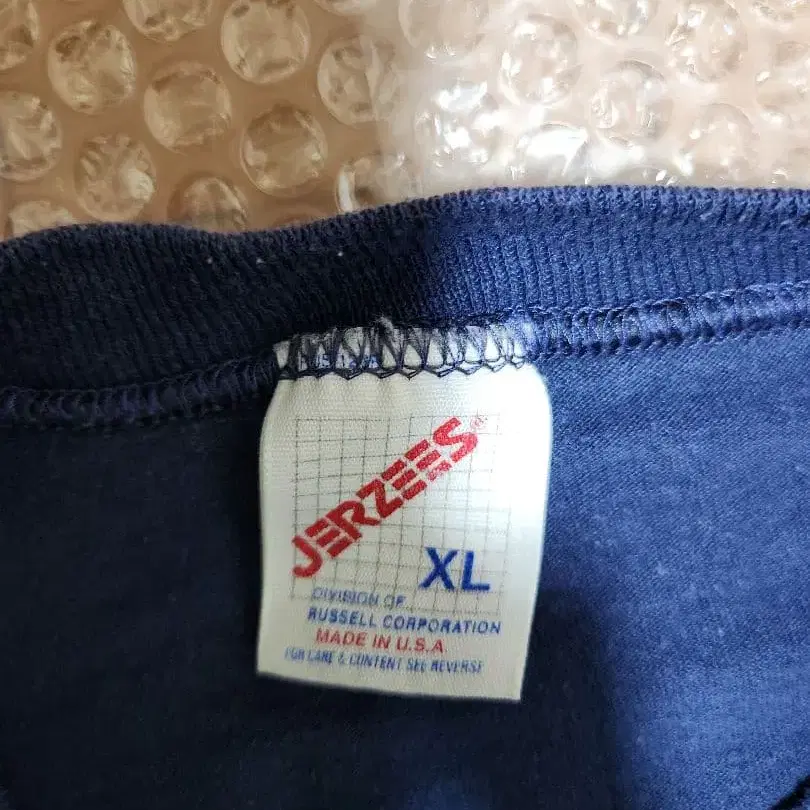 JERZEES®
XL
DIVISION OF
RUSSELL CORPORATION
MADE IN U.S.A.
FOR CARE & CONTENT SEE REVERSE